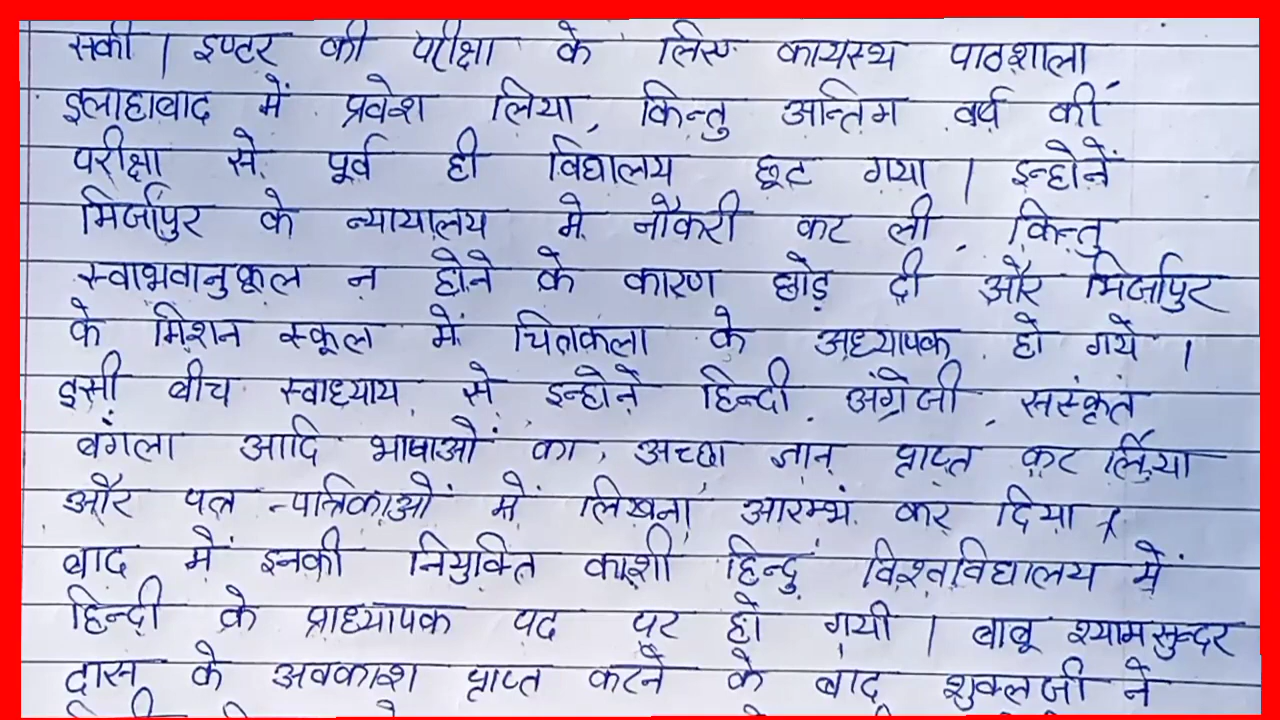 सकी । इण्टर की परीक्षा के लिए कायस्थ पाठशाला,
इलाहाबाद में प्रवेश लिया, किन्तु अन्तिम वर्ष की
परीक्षा से पूर्व ही विद्यालय छूट गया । इन्होनें
मिर्जापुर के न्यायालय में नौकरी कर ली, किन्तु
स्वाभवानुकूल न होने के कारण छोड़ दी और मिर्जापुर
के मिशन स्कूल में चित्रकला के अध्यापक हो गये ।
इसी बीच स्वाध्याय से इन्होनें हिन्दी, अंग्रेजी, संस्कृत
बंगला आदि भाषाओं का, अच्छा ज्ञान प्राप्त कर लिया
और पत्र-पत्रिकाओं में लिखना आरम्भं कर दिया ।
बाद में इनकी नियुक्ति काशी हिन्दु विश्वविद्यालय में
हिन्दी के प्राध्यापक पद पर हो गयी । बाबू श्यामसुन्दर
दास के अवकाश प्राप्त करने के बाद शुक्लजी ने